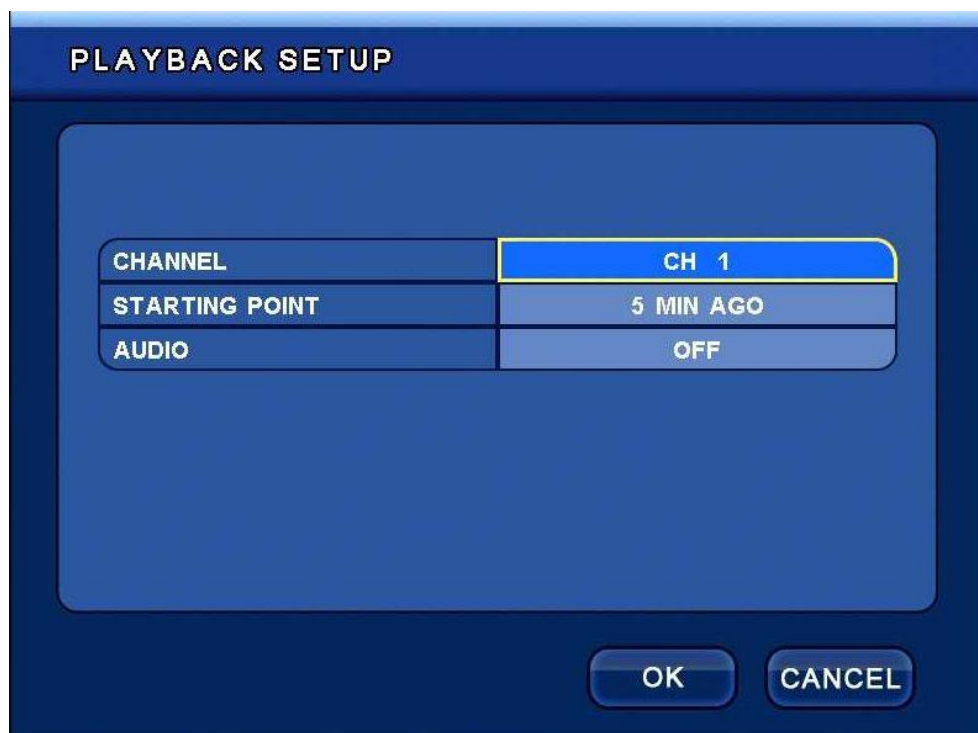 PLAYBACK SETUP
CHANNEL CH 1
STARTING POINT 5 MIN AGO
AUDIO OFF
OK CANCEL